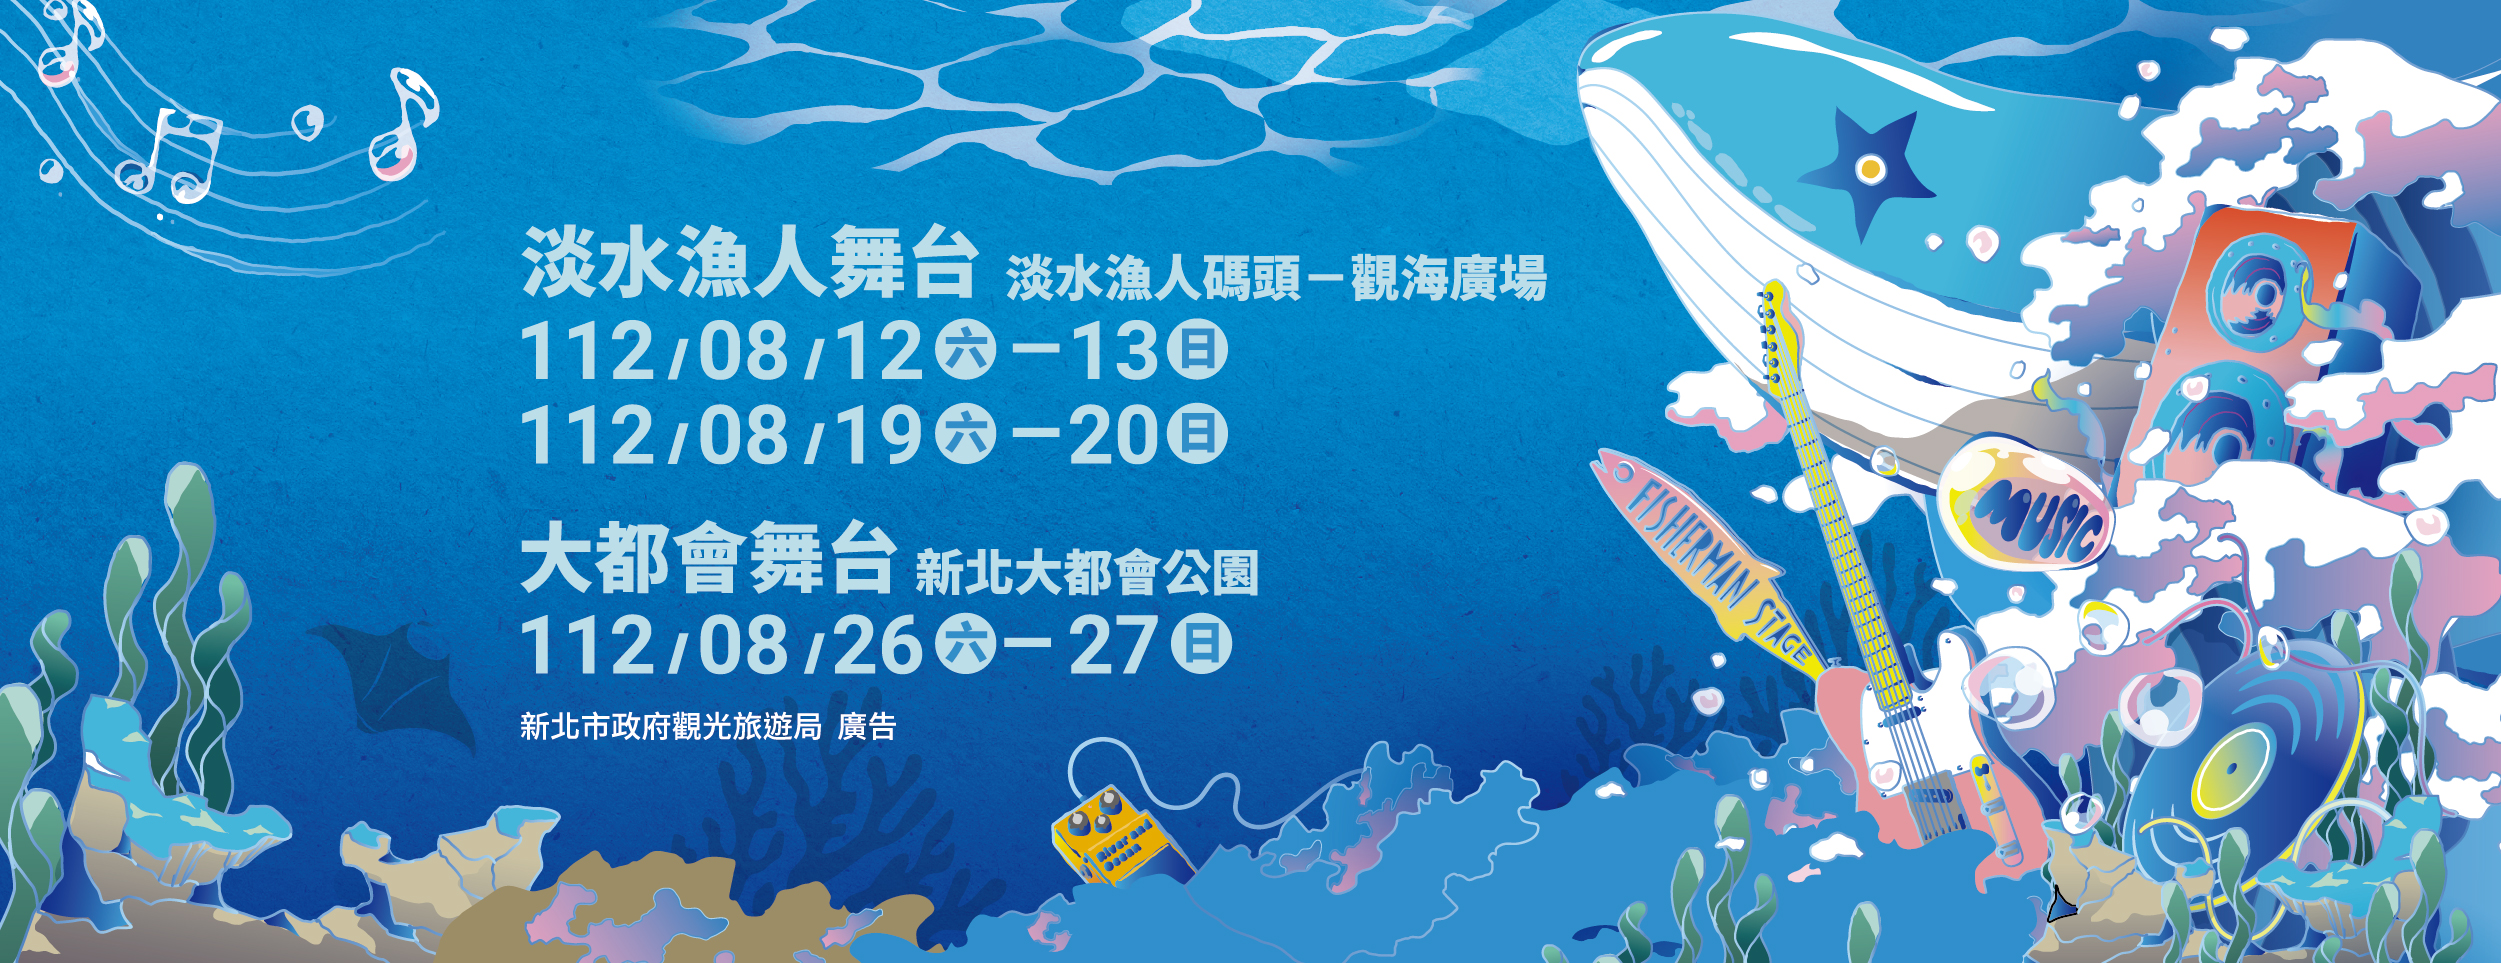 淡水漁人舞台 淡水漁人碼頭－觀海廣場
112/08/12六－13日
112/08/19六－20日
大都會舞台 新北大都會公園
112/08/26六－27日
新北市政府觀光旅遊局 廣告
FISHERMAN STAGE
MUSIC